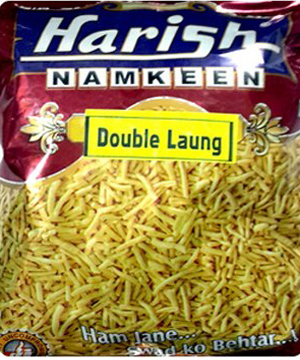 Harish
NAMKEEN
Double Laung
Ham Jane...
Swad ko Behtar..!